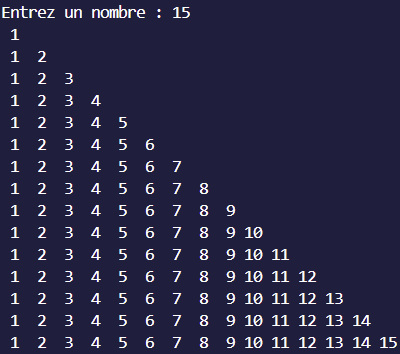 Entrez un nombre : 15
 1
 1  2
 1  2  3
 1  2  3  4
 1  2  3  4  5
 1  2  3  4  5  6
 1  2  3  4  5  6  7
 1  2  3  4  5  6  7  8
 1  2  3  4  5  6  7  8  9
 1  2  3  4  5  6  7  8  9 10
 1  2  3  4  5  6  7  8  9 10 11
 1  2  3  4  5  6  7  8  9 10 11 12
 1  2  3  4  5  6  7  8  9 10 11 12 13
 1  2  3  4  5  6  7  8  9 10 11 12 13 14
 1  2  3  4  5  6  7  8  9 10 11 12 13 14 15